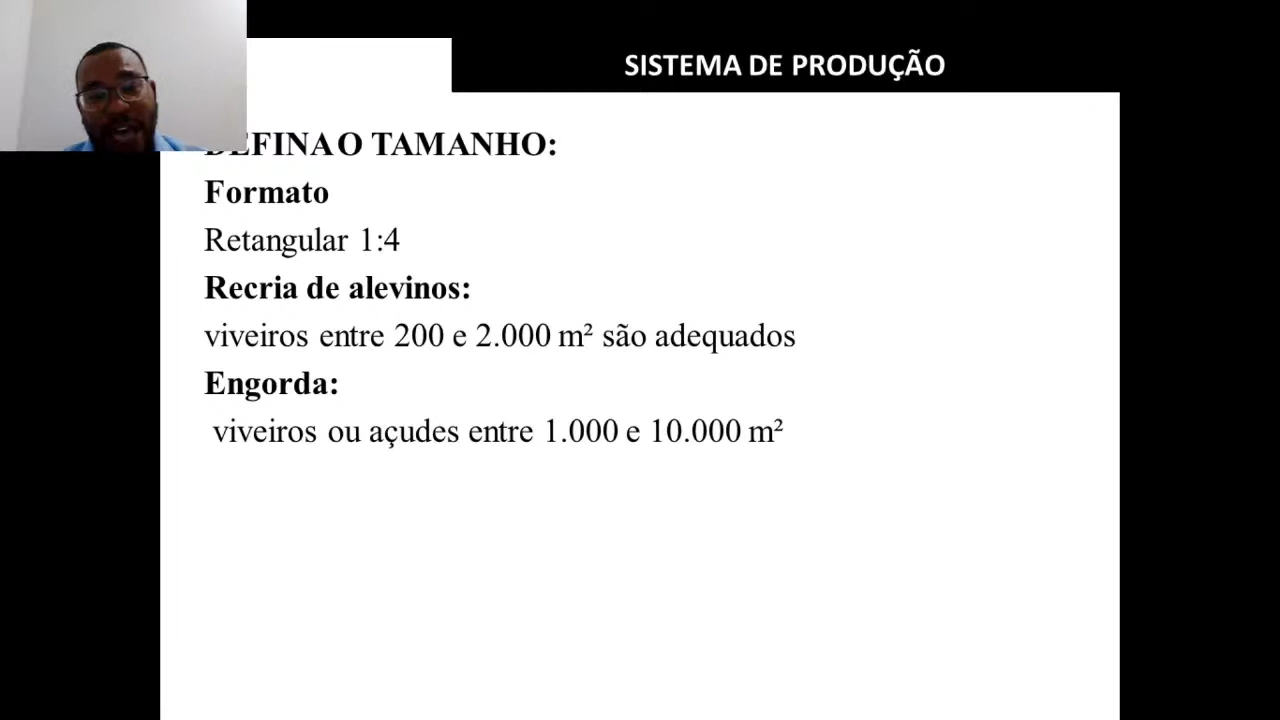 SISTEMA DE PRODUÇÃO
DEFINA O TAMANHO:
Formato
Retangular 1:4
Recria de alevinos:
viveiros entre 200 e 2.000 m² são adequados
Engorda:
viveiros ou açudes entre 1.000 e 10.000 m²